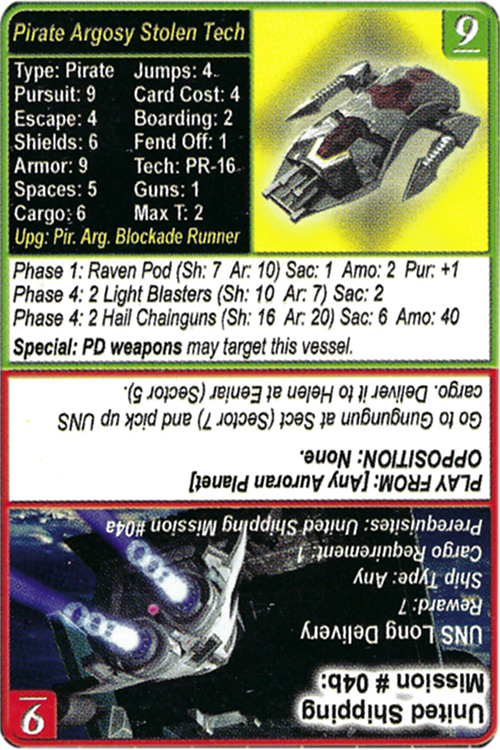 Pirate Argosy Stolen Tech
9
Type: Pirate Jumps: 4
Pursuit: 9 Card Cost: 4
Escape: 4 Boarding: 2
Shields: 6 Fend Off: 1
Armor: 9 Tech: PR-16
Spaces: 5 Guns: 1
Cargo: 6 Max T: 2
Upg: Pir. Arg. Blockade Runner
Phase 1: Raven Pod (Sh: 7 Ar: 10) Sac: 1 Amo: 2 Pur: +1
Phase 4: 2 Light Blasters (Sh: 10 Ar: 7) Sac: 2
Phase 4: 2 Hail Chainguns (Sh: 16 Ar: 20) Sac: 6 Amo: 40
Special: PD weapons may target this vessel.
United Shipping
Mission # 04b:
9
UNS Long Delivery
Reward: 7
Ship Type: Any
Cargo Requirement: 1
Prerequisites: United Shipping Mission #04a
PLAY FROM: [Any Auroran Planet]
OPPOSITION: None.
Go to Gungungun at Sect (Sector 7) and pick up UNS
cargo. Deliver it to Helen at Eeniar (Sector 5).